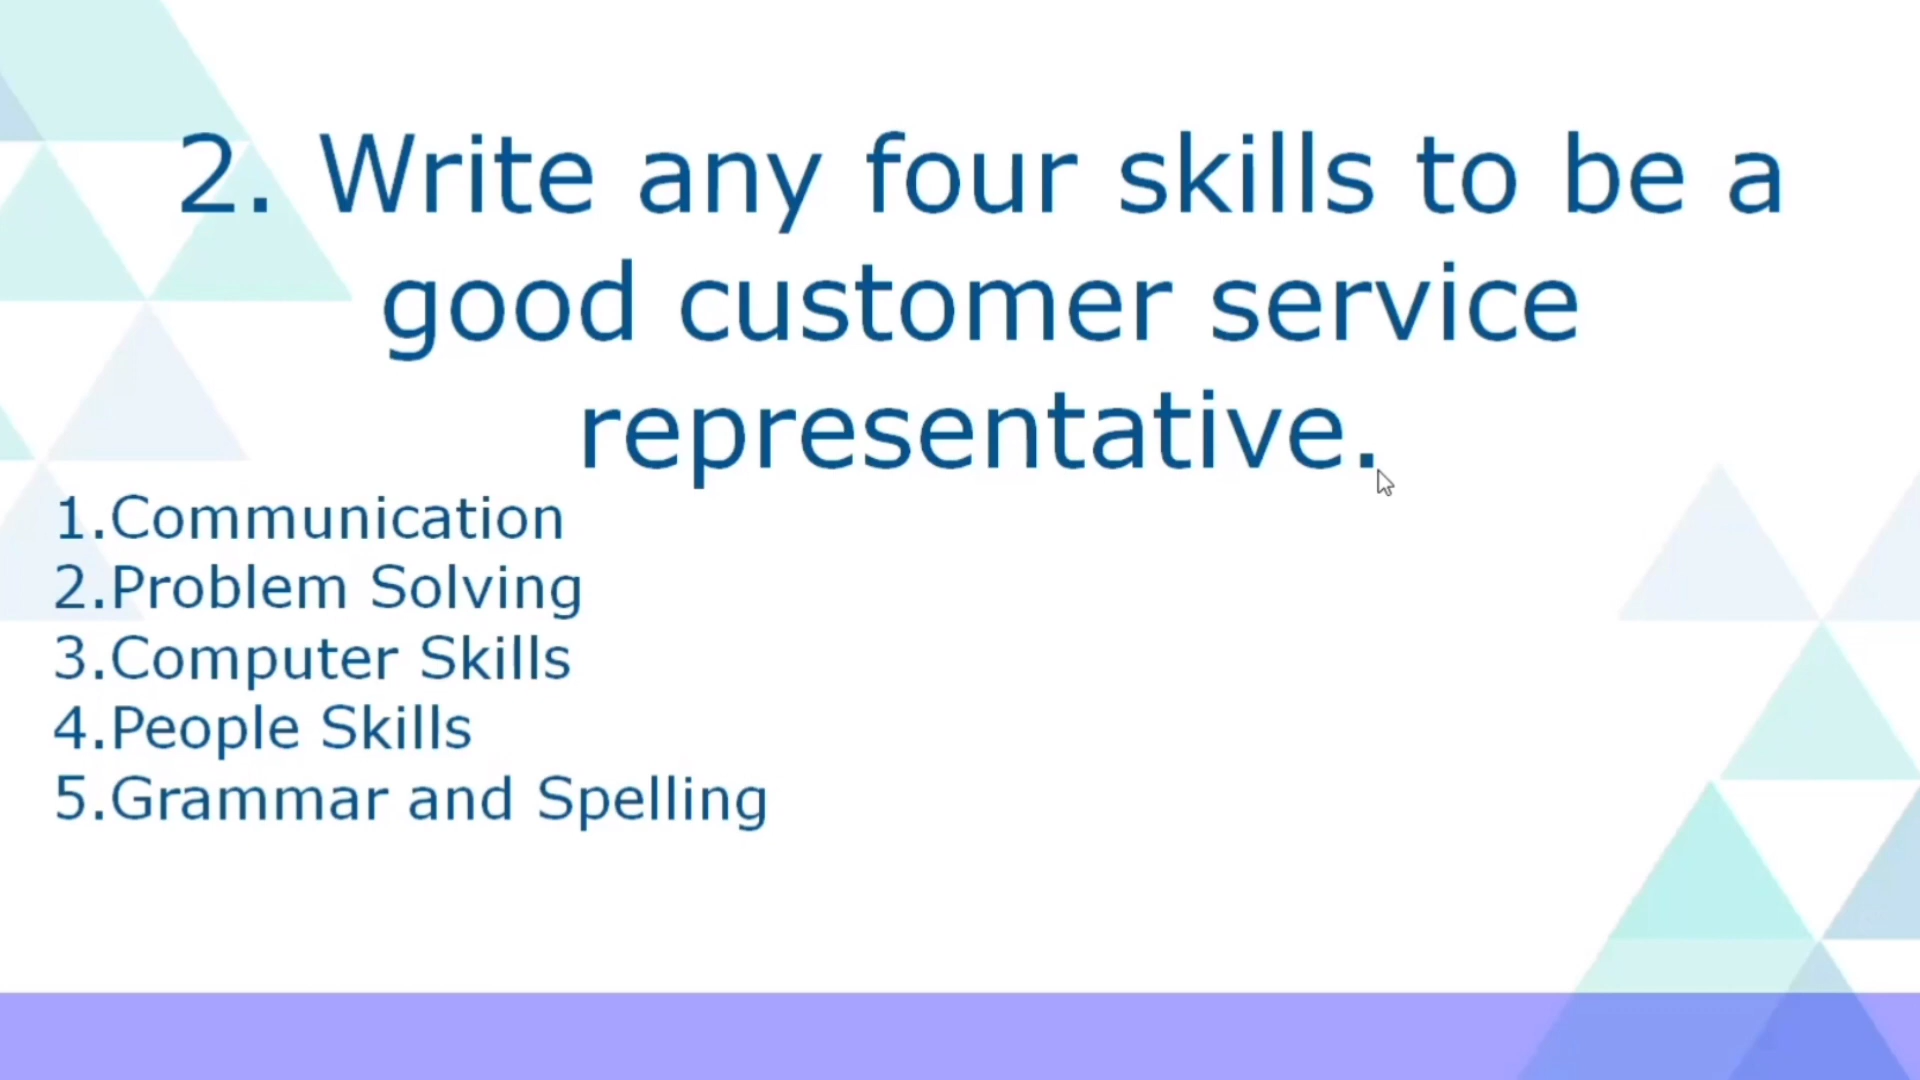 2. Write any four skills to be a
good customer service
representative.
1.Communication
2.Problem Solving
3.Computer Skills
4.People Skills
5.Grammar and Spelling